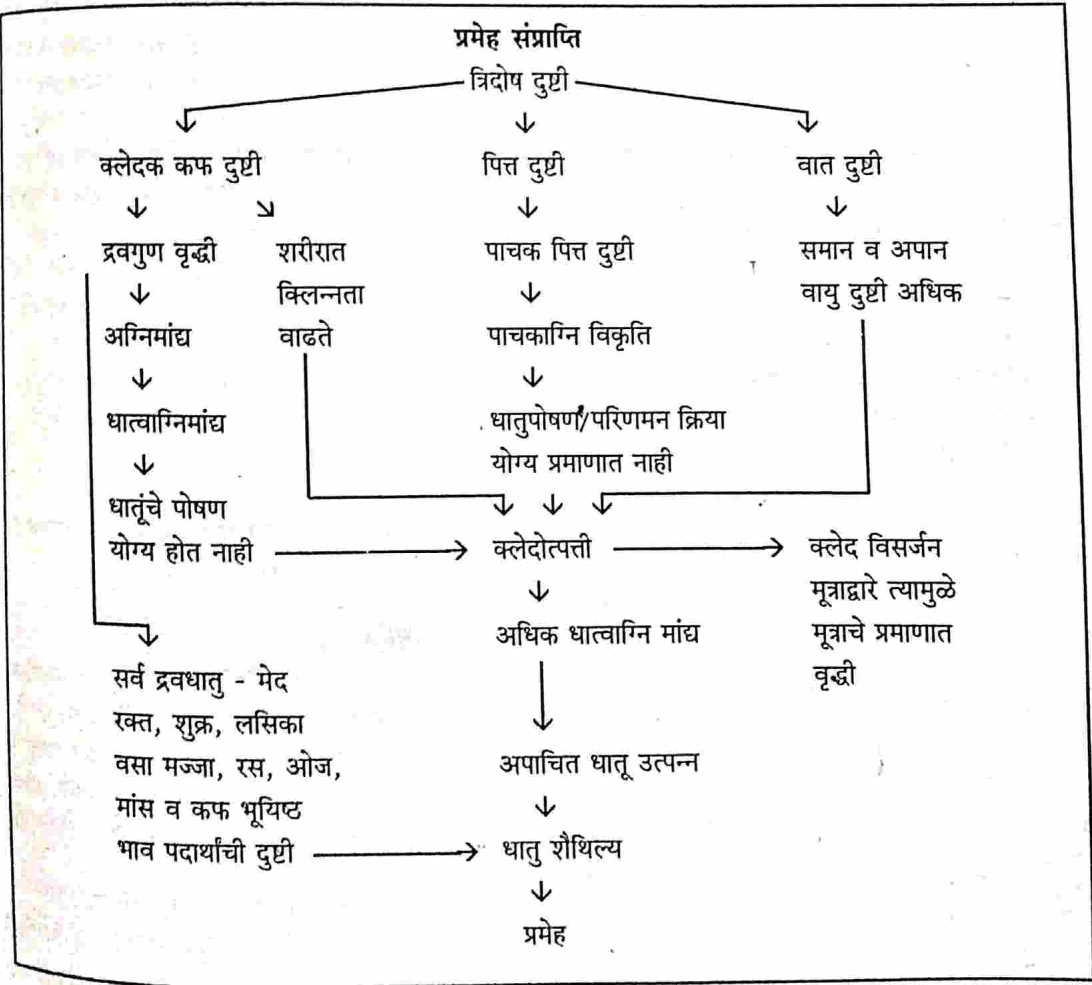 प्रमेह संप्राप्ति
त्रिदोष दुष्टी
क्लेदक कफ दुष्टी
पित्त दुष्टी
वात दुष्टी
द्रवगुण वृद्धी
शरीरात
क्लिन्नता
वाढते
पाचक पित्त दुष्टी
समान व अपान
वायु दुष्टी अधिक
अग्निमांद्य
पाचकाग्नि विकृति
धात्वाग्निमांद्य
धातुपोषण/परिणमन क्रिया
योग्य प्रमाणात नाही
धातूंचे पोषण
योग्य होत नाही
क्लेदोत्पत्ती
क्लेद विसर्जन
मूत्राद्वारे त्यामुळे
मूत्राचे प्रमाणात
वृद्धी
अधिक धात्वाग्नि मांद्य
सर्व द्रवधातु - मेद
रक्त, शुक्र, लसिका
वसा मज्जा, रस, ओज,
मांस व कफ भूयिष्ठ
भाव पदार्थांची दुष्टी
अपाचित धातू उत्पन्न
धातु शैथिल्य
प्रमेह